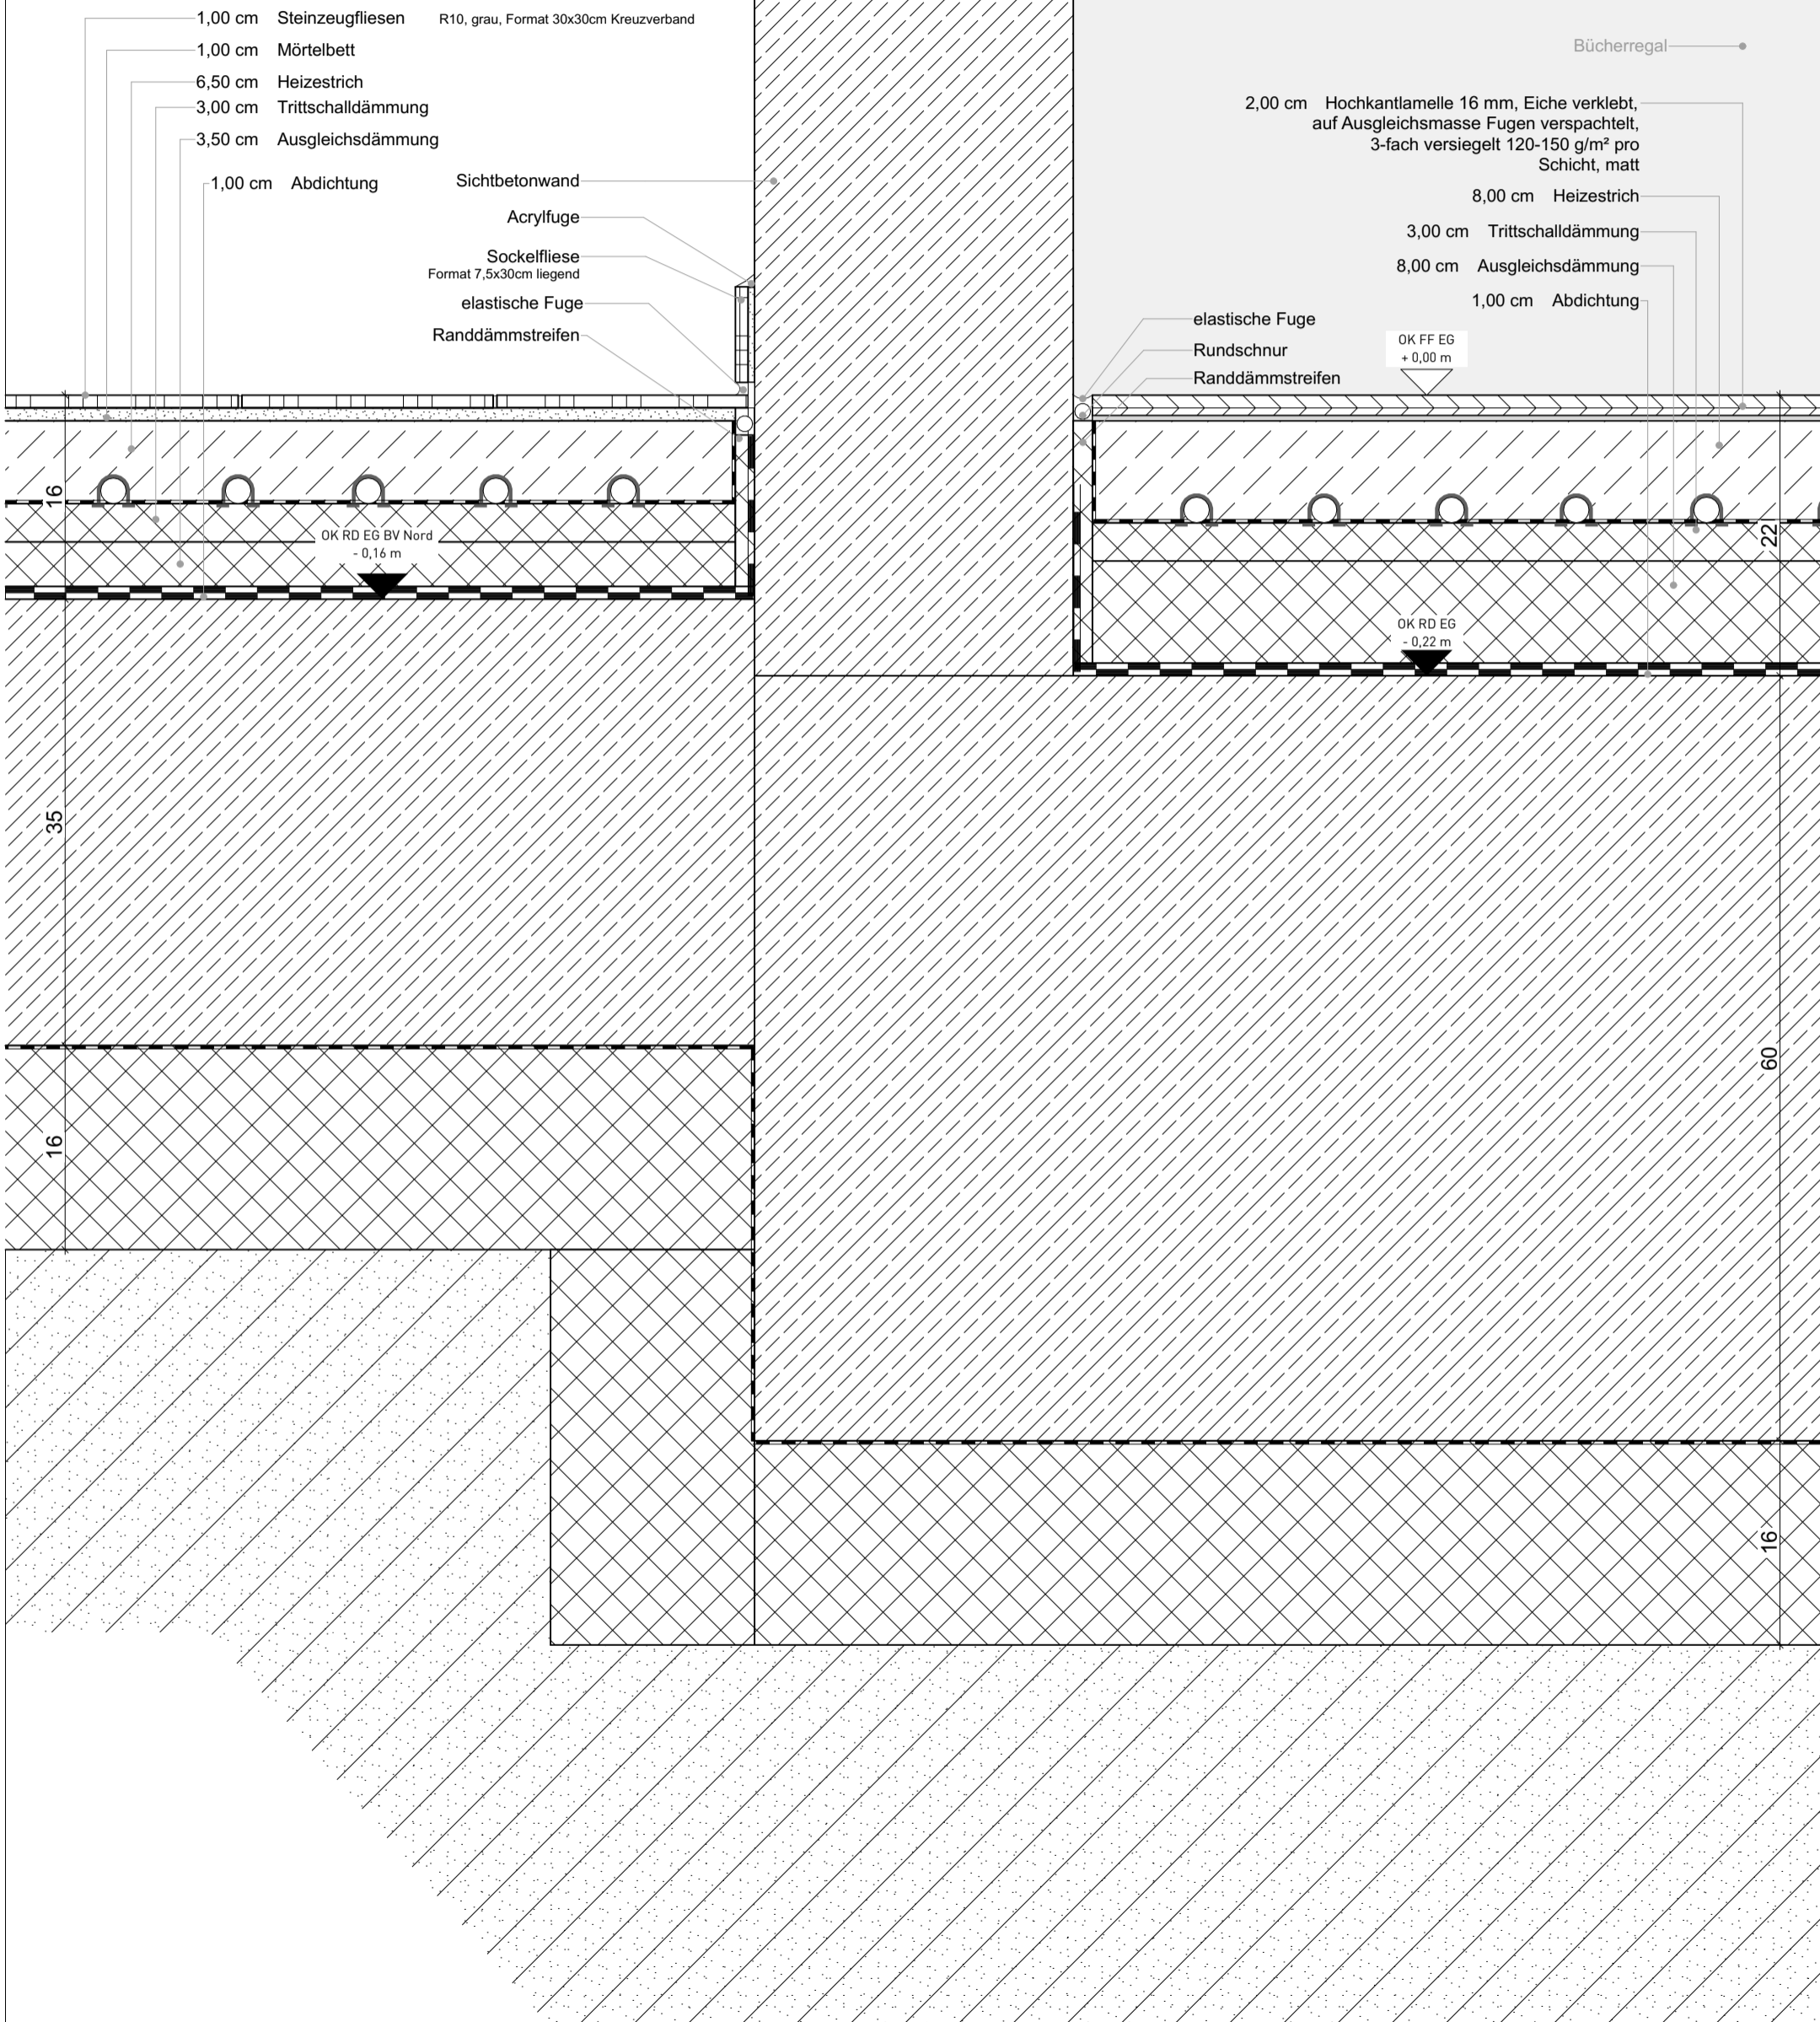 1,00 cm Steinzeugfliesen R10, grau, Format 30x30cm Kreuzverband
1,00 cm Mörtelbett
6,50 cm Heizestrich
3,00 cm Trittschalldämmung
3,50 cm Ausgleichsdämmung
1,00 cm Abdichtung
Sichtbetonwand
Acrylfuge
Sockelfliese
Format 7,5x30cm liegend
elastische Fuge
Randdämmstreifen
16
OK RD EG BV Nord
- 0,16 m
35
16
Bücherregal
2,00 cm Hochkantlamelle 16 mm, Eiche verklebt,
auf Ausgleichsmasse Fugen verspachtelt,
3-fach versiegelt 120-150 g/m² pro
Schicht, matt
8,00 cm Heizestrich
3,00 cm Trittschalldämmung
8,00 cm Ausgleichsdämmung
1,00 cm Abdichtung
elastische Fuge
Rundschnur
Randdämmstreifen
OK FF EG
+ 0,00 m
22
OK RD EG
- 0,22 m
60
16